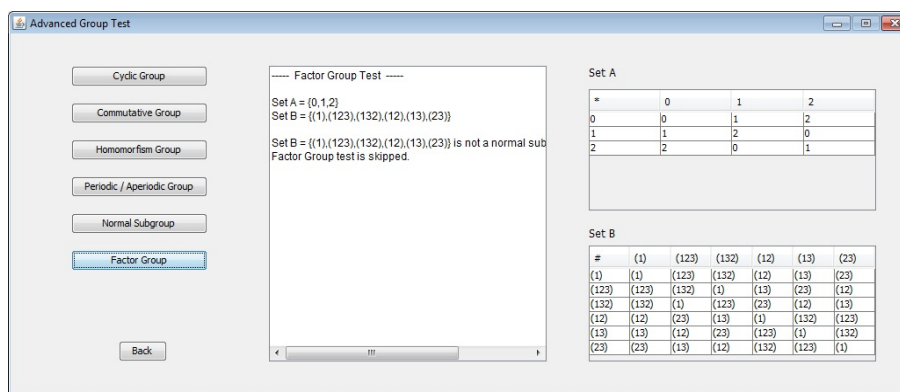 Advanced Group Test
Cyclic Group
Commutative Group
Homomorfism Group
Periodic / Aperiodic Group
Normal Subgroup
Factor Group
Back
----- Factor Group Test -----
Set A = {0,1,2}
Set B = {(1),(123),(132),(12),(13),(23)}
Set B = {(1),(123),(132),(12),(13),(23)} is not a normal sub
Factor Group test is skipped.
Set A
* 0 1 2
0 0 1 2
1 1 2 0
2 2 0 1
Set B
# (1) (123) (132) (12) (13) (23)
(1) (1) (123) (132) (12) (13) (23)
(123) (123) (132) (1) (13) (23) (12)
(132) (132) (1) (123) (23) (12) (13)
(12) (12) (23) (13) (1) (132) (123)
(13) (13) (12) (23) (123) (1) (132)
(23) (23) (13) (12) (132) (123) (1)